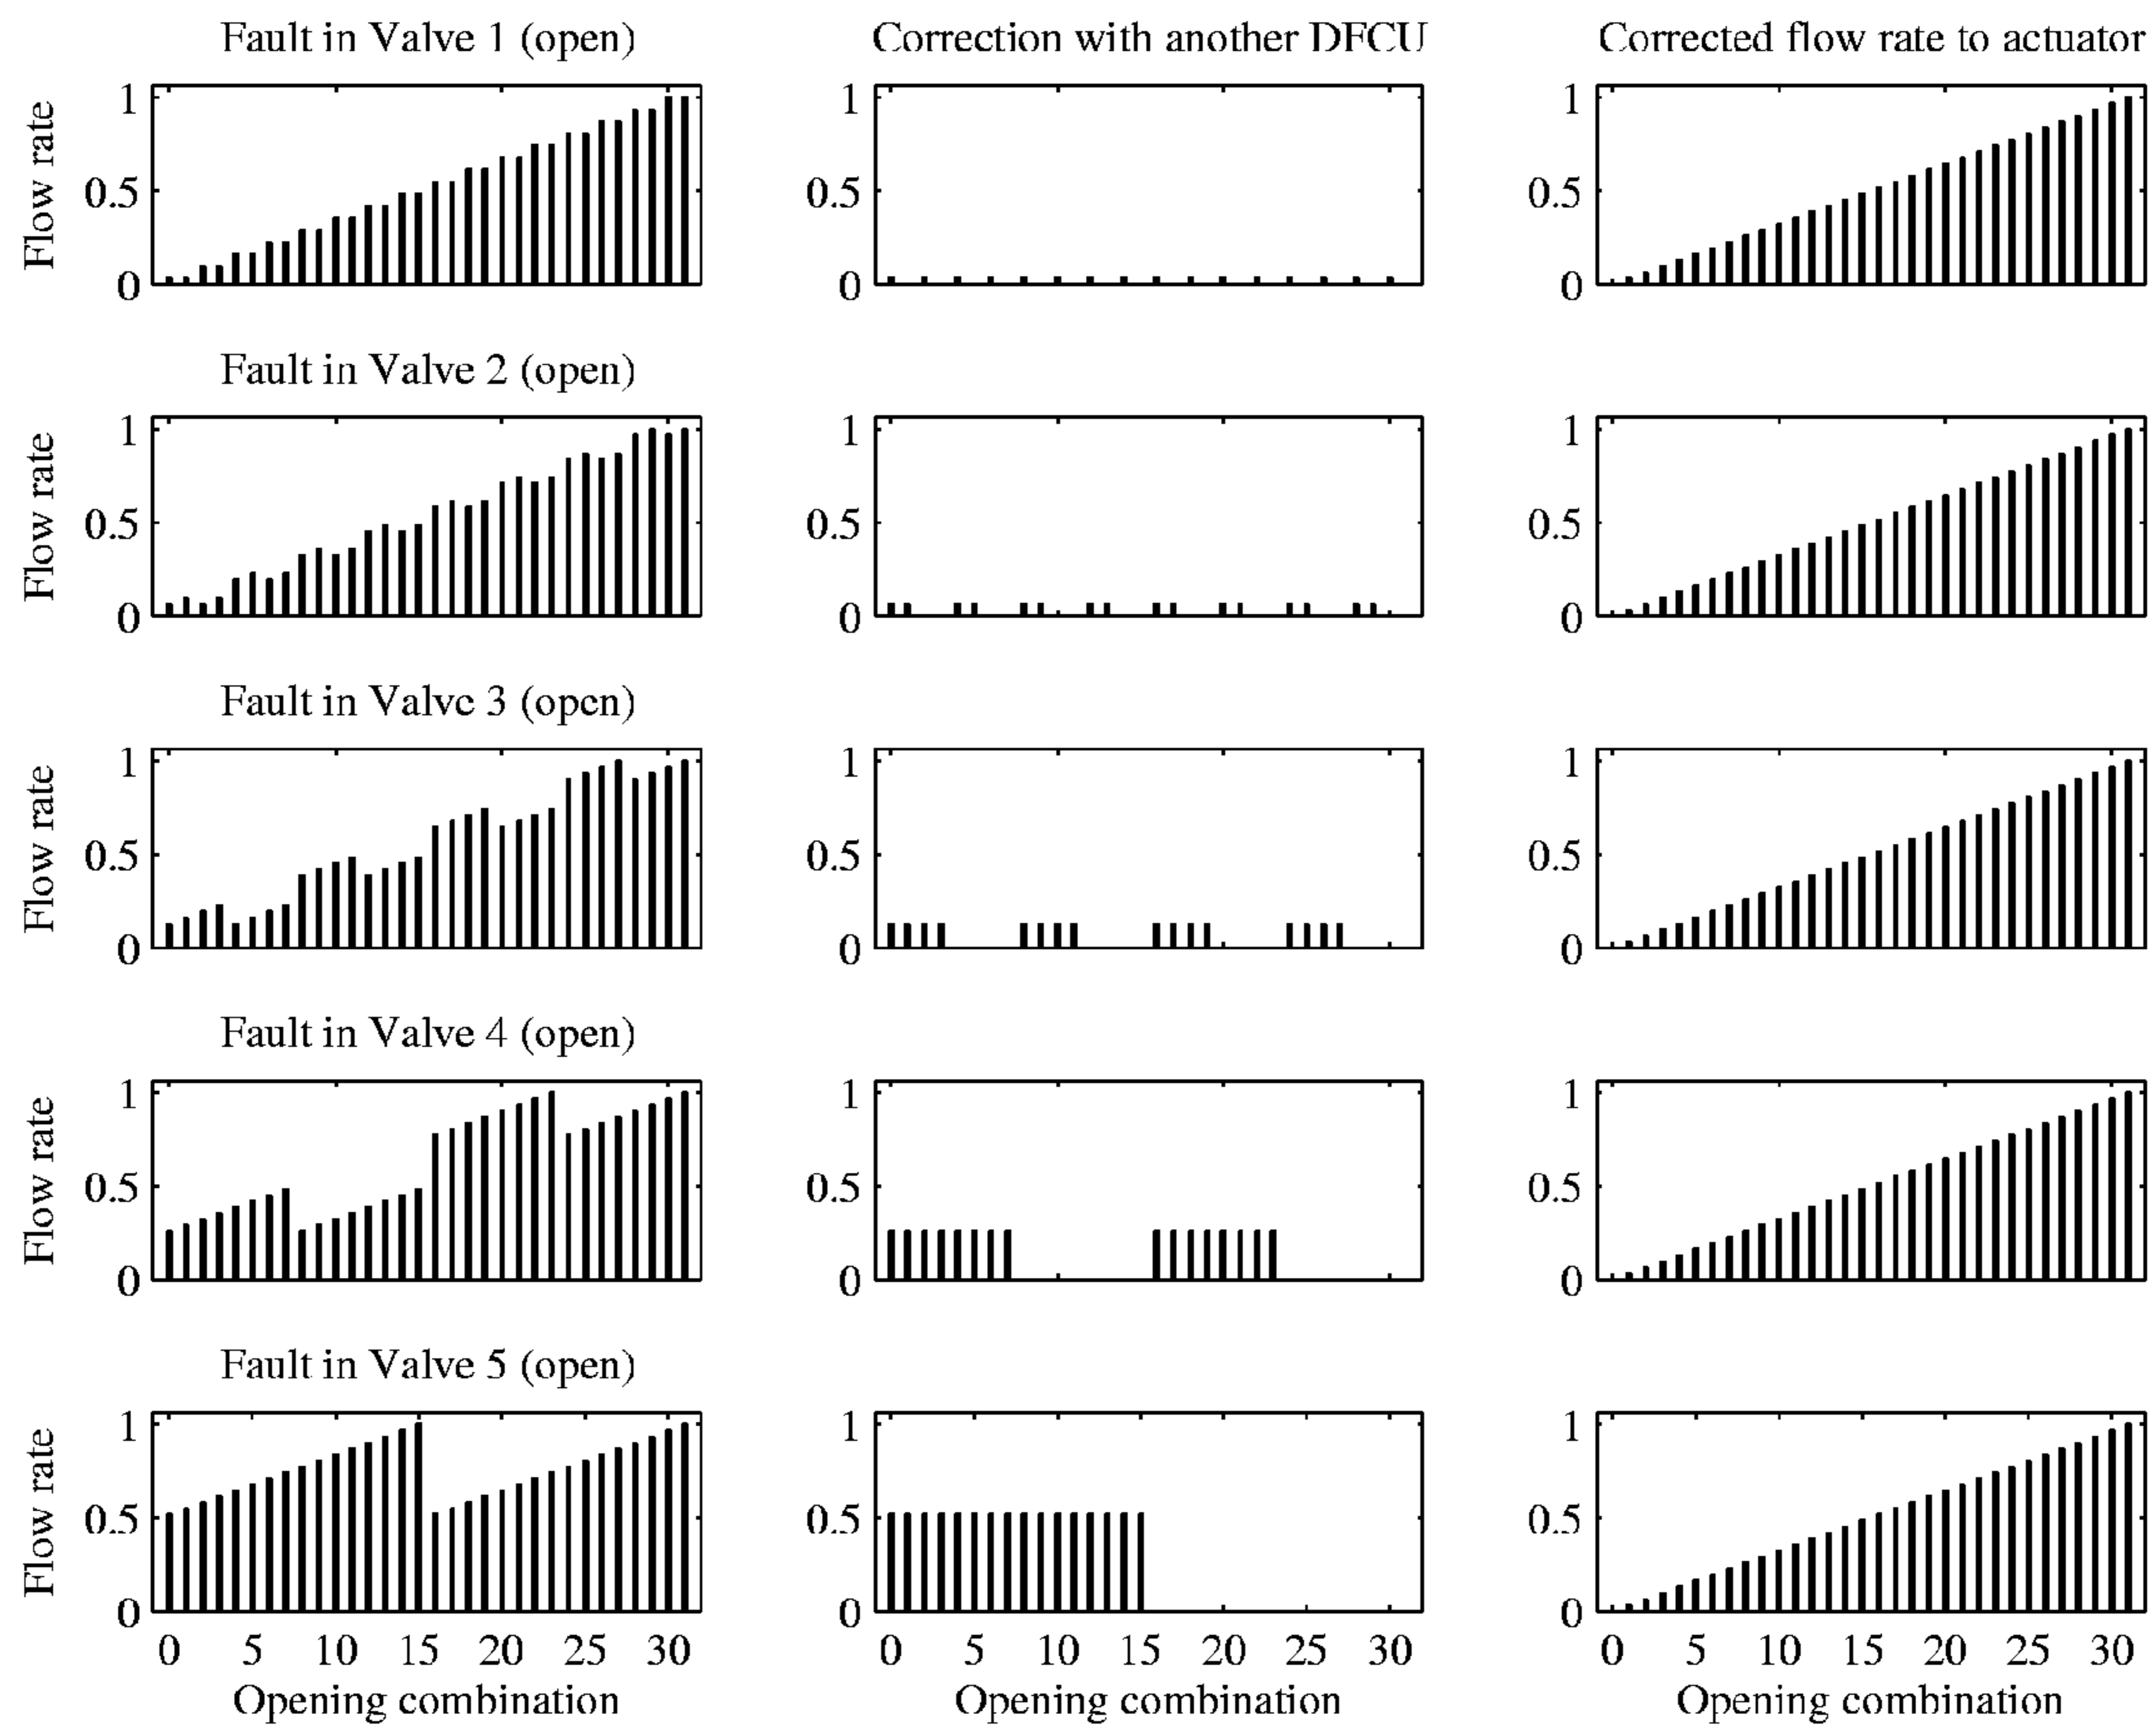 Fault in Valve 1 (open) Correction with another DFCU Corrected flow rate to actuator
Flow rate
1 1 1
0.5 0.5 0.5
0 0 0
Fault in Valve 2 (open)
Flow rate
1 1 1
0.5 0.5 0.5
0 0 0
Fault in Valve 3 (open)
Flow rate
1 1 1
0.5 0.5 0.5
0 0 0
Fault in Valve 4 (open)
Flow rate
1 1 1
0.5 0.5 0.5
0 0 0
Fault in Valve 5 (open)
Flow rate
1 1 1
0.5 0.5 0.5
0 0 0
0 5 10 15 20 25 30 0 5 10 15 20 25 30 0 5 10 15 20 25 30
Opening combination Opening combination Opening combination